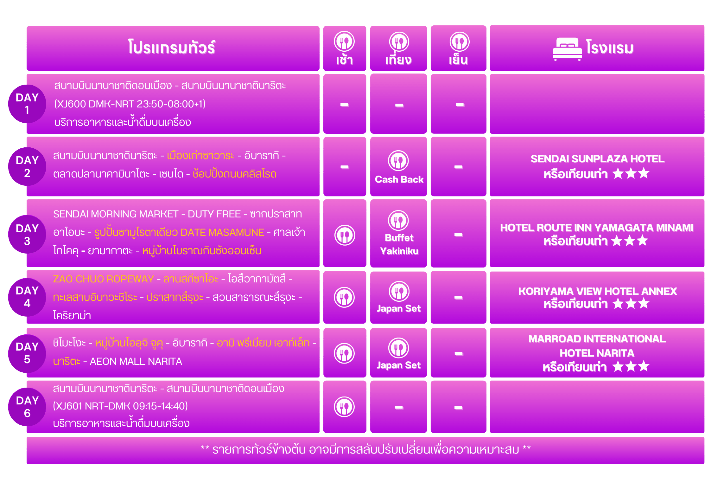 โปรแกรมทัวร์
เช้า
เที่ยง
เย็น
โรงแรม
DAY 1
สนามบินนานาชาติดอนเมือง - สนามบินนานาชาตินาริตะ
(XJ600 DMK-NRT 23:50-08:00+1)
บริการอาหารและน้ำดื่มบนเครื่อง
-
-
-
DAY 2
สนามบินนานาชาตินาริตะ - เมืองเก่าซาวาระ - อิบารากิ -
ตลาดปลานาคามินาโตะ - เซนได - ช้อปปิ้งถนนคลิสโรด
-
Cash Back
-
SENDAI SUNPLAZA HOTEL
หรือเทียบเท่า ★★★
DAY 3
SENDAI MORNING MARKET - DUTY FREE - ซากปราสาท
อาโอบะ - รูปปั้นซามูไรตาเดียว DATE MASAMUNE - ศาลเจ้า
โกโคคุ - ยามากาตะ - หมู่บ้านโบราณกินซังออนเซ็น
Buffet
Yakiniku
-
HOTEL ROUTE INN YAMAGATA MINAMI
หรือเทียบเท่า ★★★
DAY 4
ZAO CHUO ROPEWAY - ลานสกีซาโอะ - ไอสึวากามัตสึ -
ทะเลสาบอินาวะชิโระ - ปราสาทสึรุงะ - สวนสาธารณะสึรุงะ -
โคริยาม่า
Japan Set
-
KORIYAMA VIEW HOTEL ANNEX
หรือเทียบเท่า ★★★
DAY 5
ชิโมะโงะ - หมู่บ้านโออุจิ จูคุ - อิบารากิ - อามิ พรีเมี่ยม เอาท์เล็ท -
นาริตะ - AEON MALL NARITA
Japan Set
-
MARROAD INTERNATIONAL
HOTEL NARITA
หรือเทียบเท่า ★★★
DAY 6
สนามบินนานาชาตินาริตะ - สนามบินนานาชาติดอนเมือง
(XJ601 NRT-DMK 09:15-14:40)
บริการอาหารและน้ำดื่มบนเครื่อง
-
-
** รายการทัวร์ข้างต้น อาจมีการสลับปรับเปลี่ยนเพื่อความเหมาะสม **